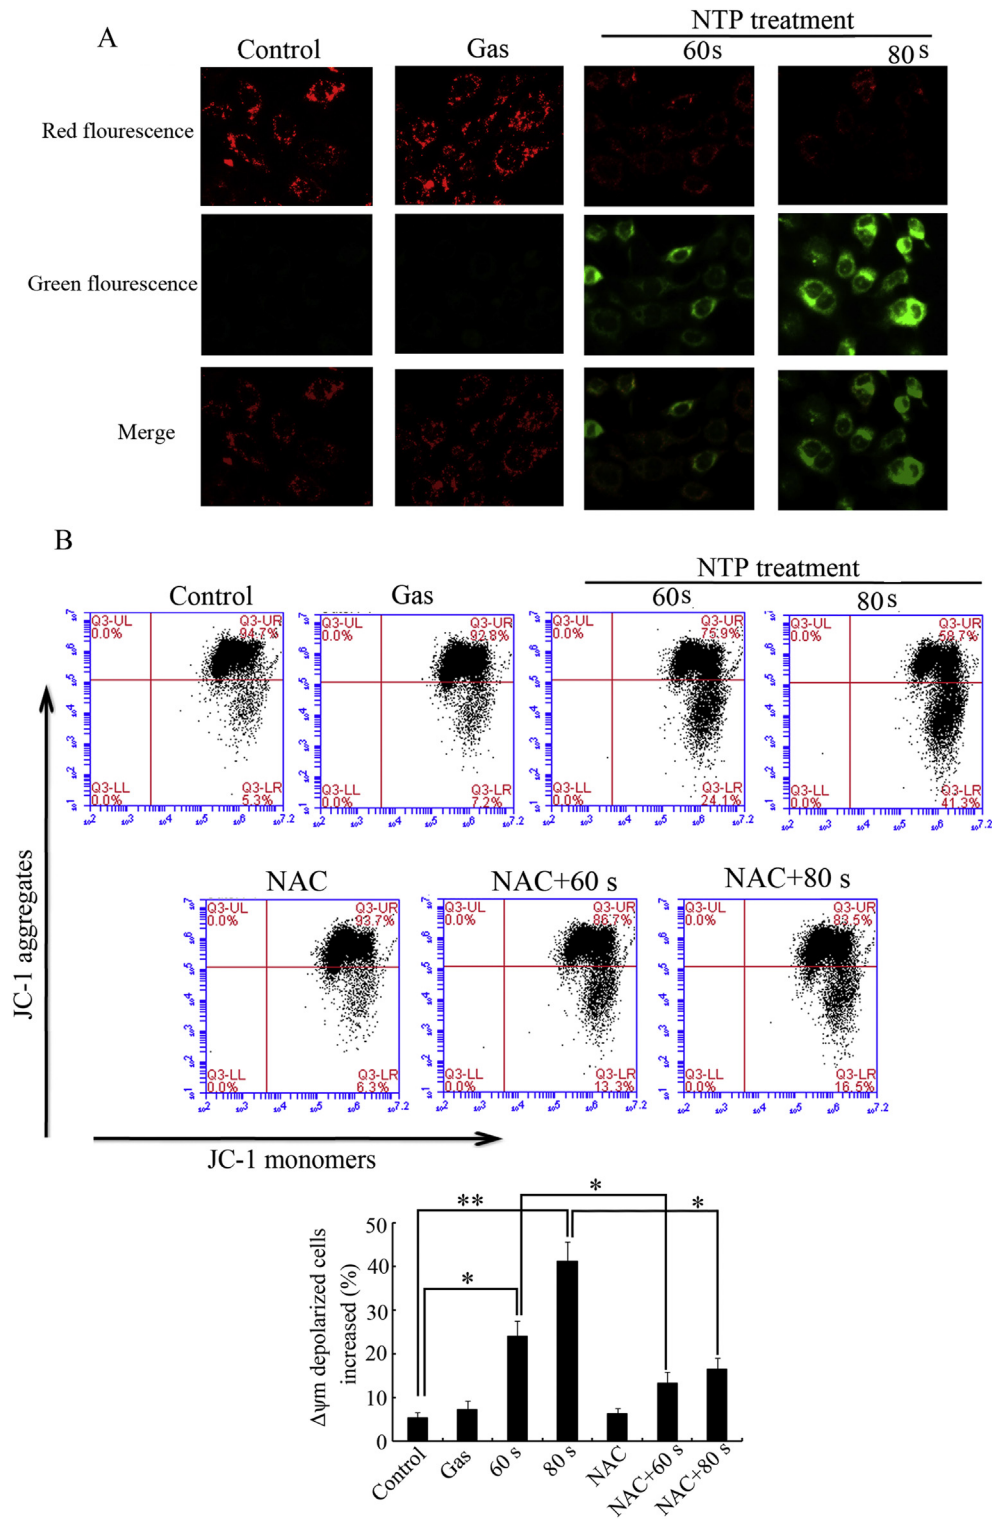 A
NTP treatment
Control
Gas
60s
80 s
Red flourescence
Green flourescence
Merge
B
NTP treatment
Control
Gas
60s
80s
Q3-UL
0.0%
Q3-UR
94.7%
Q3-LL
0.0%
Q3-LR
5.3%
Q3-UL
0.0%
Q3-UR
92.8%
Q3-LL
0.0%
Q3-LR
7.2%
Q3-UL
0.0%
Q3-UR
75.9%
Q3-LL
0.0%
Q3-LR
24.1%
Q3-UL
0.0%
Q3-UR
58.7%
Q3-LL
0.0%
Q3-LR
41.3%
NAC
NAC+60 s
NAC+80 s
Q3-UL
0.0%
Q3-UR
93.7%
Q3-LL
0.0%
Q3-LR
6.3%
Q3-UL
0.0%
Q3-UR
86.7%
Q3-LL
0.0%
Q3-LR
13.3%
Q3-UL
0.0%
Q3-UR
83.5%
Q3-LL
0.0%
Q3-LR
16.5%
JC-1 aggregates
JC-1 monomers
Δψm depolarized cells
increased (%)
50
40
30
20
10
0
**
*
*
*
Control
Gas
60 s
80 s
NAC
NAC+60 s
NAC+80 s